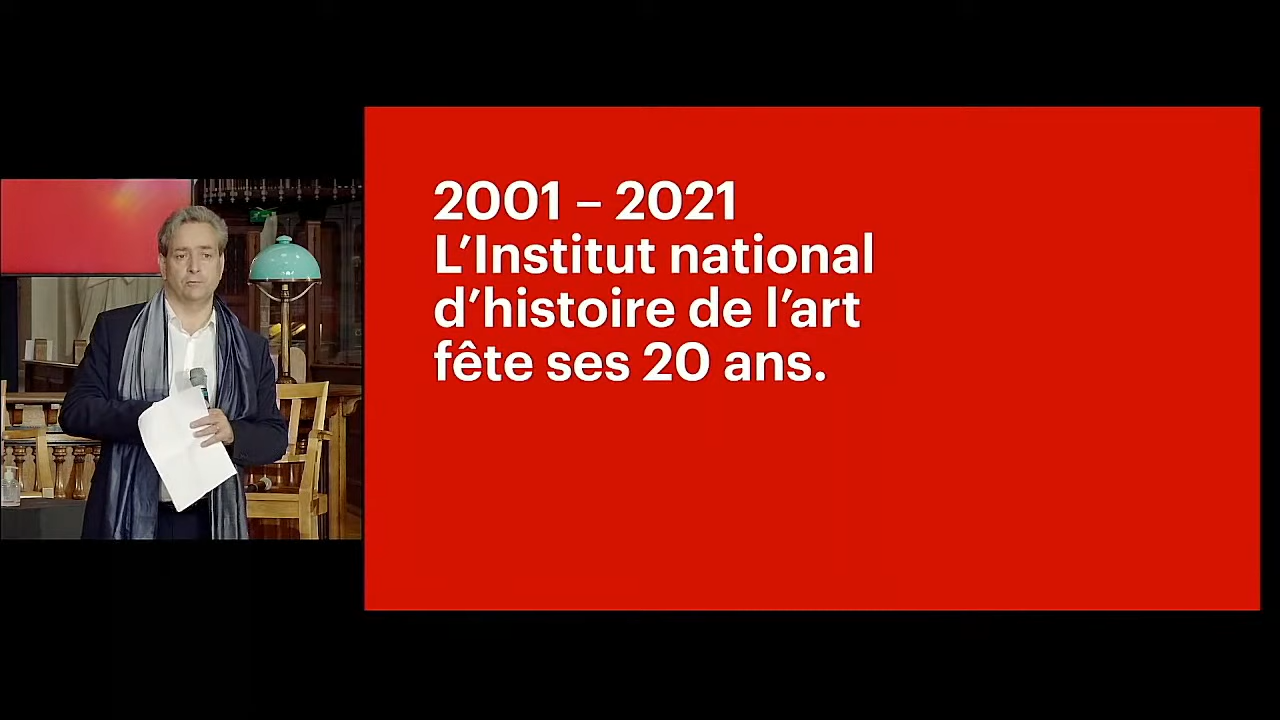 2001 – 2021
L’Institut national
d’histoire de l’art
fête ses 20 ans.